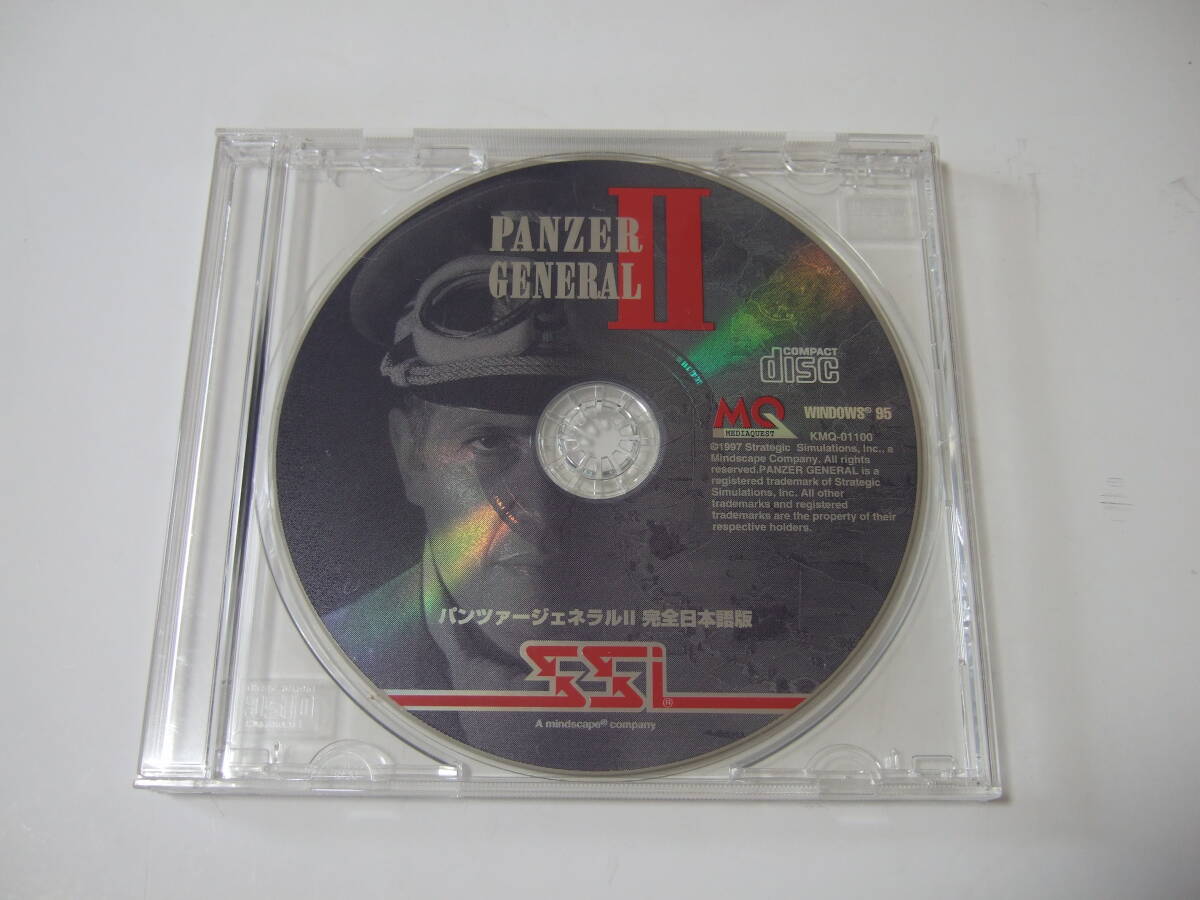 PANZER
GENERAL
II
COMPACT
disc
MQ
MEDIAQUEST
WINDOWS® 95
KMQ-01100
©1997 Strategic Simulations, Inc., a
Mindscape Company. All rights
reserved.PANZER GENERAL is a
registered trademark of Strategic
Simulations, Inc. All other
trademarks and registered
trademarks are the property of their
respective holders.
パンツァージェネラルII 完全日本語版
SSi®
A mindscape® company